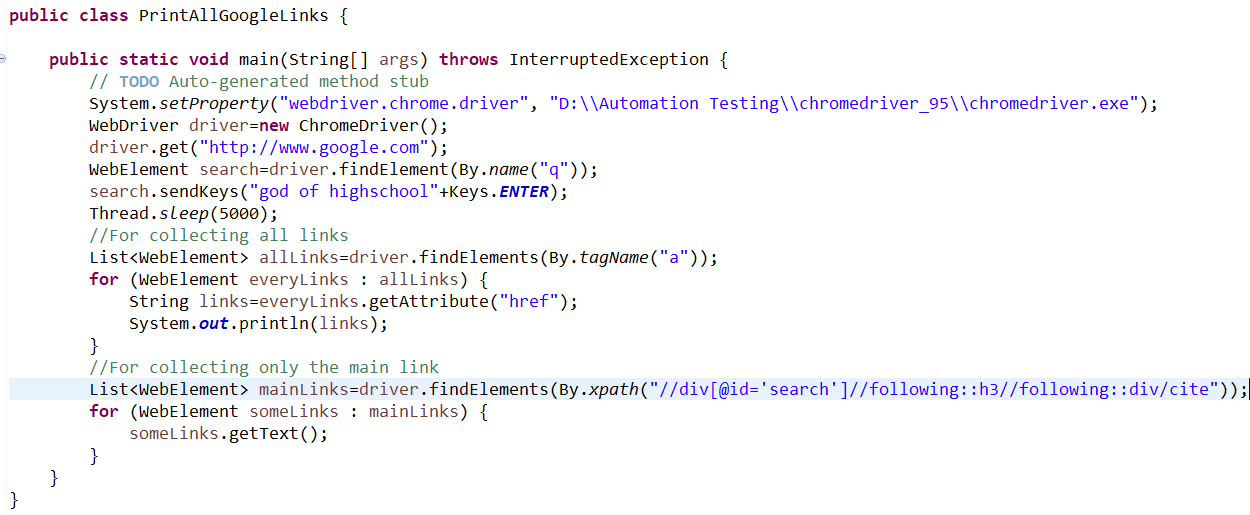 public class PrintAllGoogleLinks {
public static void main(String[] args) throws InterruptedException {
// TODO Auto-generated method stub
System.setProperty("webdriver.chrome.driver", "D:\\Automation Testing\\chromedriver_95\\chromedriver.exe");
WebDriver driver=new ChromeDriver();
driver.get("http://www.google.com");
WebElement search=driver.findElement(By.name("q"));
search.sendKeys("god of highschool"+Keys.ENTER);
Thread.sleep(5000);
//For collecting all links
List<WebElement> allLinks=driver.findElements(By.tagName("a"));
for (WebElement everyLinks : allLinks) {
String links=everyLinks.getAttribute("href");
System.out.println(links);
}
//For collecting only the main link
List<WebElement> mainLinks=driver.findElements(By.xpath("//div[@id='search']//following::h3//following::div/cite"));
for (WebElement someLinks : mainLinks) {
someLinks.getText();
}
}
}